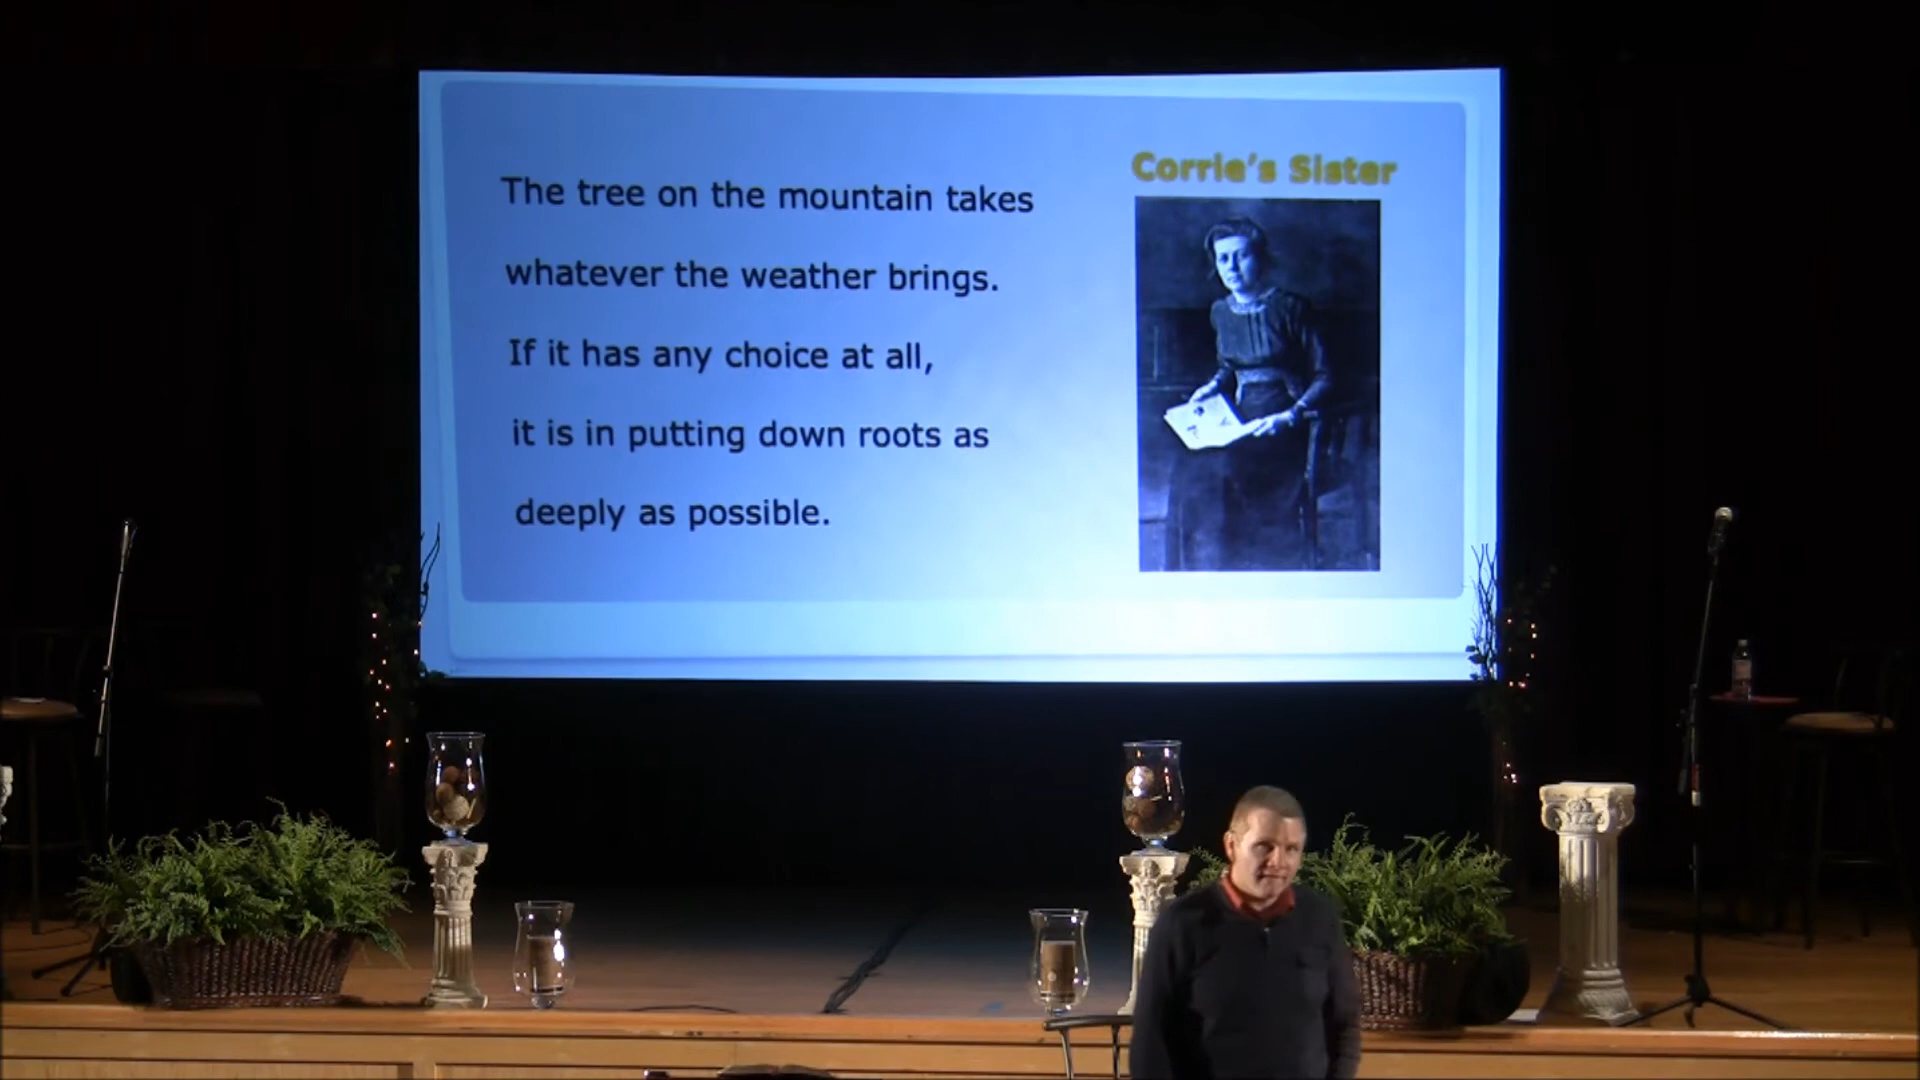 Corrie's Sister
The tree on the mountain takes
whatever the weather brings.
If it has any choice at all,
it is in putting down roots as
deeply as possible.